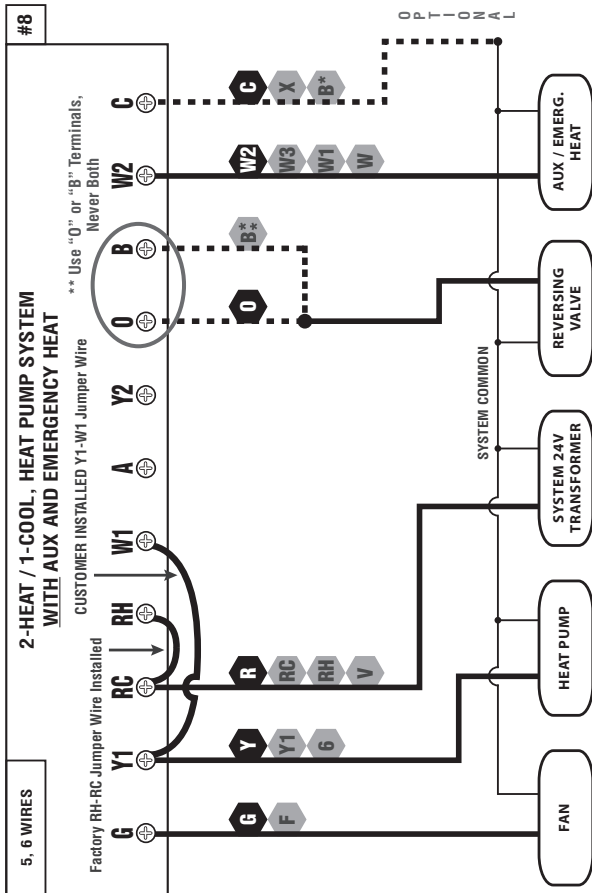 5, 6 WIRES
2-HEAT / 1-COOL, HEAT PUMP SYSTEM
WITH AUX AND EMERGENCY HEAT
#8
Factory RH-RC Jumper Wire Installed
CUSTOMER INSTALLED Y1-W1 Jumper Wire
** Use "O" or "B" Terminals,
Never Both
G Y1 RC RH W1 A Y2 O B W2 C
G
F
Y
Y1
6
R
RC
RH
V
O
B*
W2
W3
W1
W
C
X
B*
OPTIONAL
SYSTEM COMMON
FAN
HEAT PUMP
SYSTEM 24V
TRANSFORMER
REVERSING
VALVE
AUX / EMERG.
HEAT